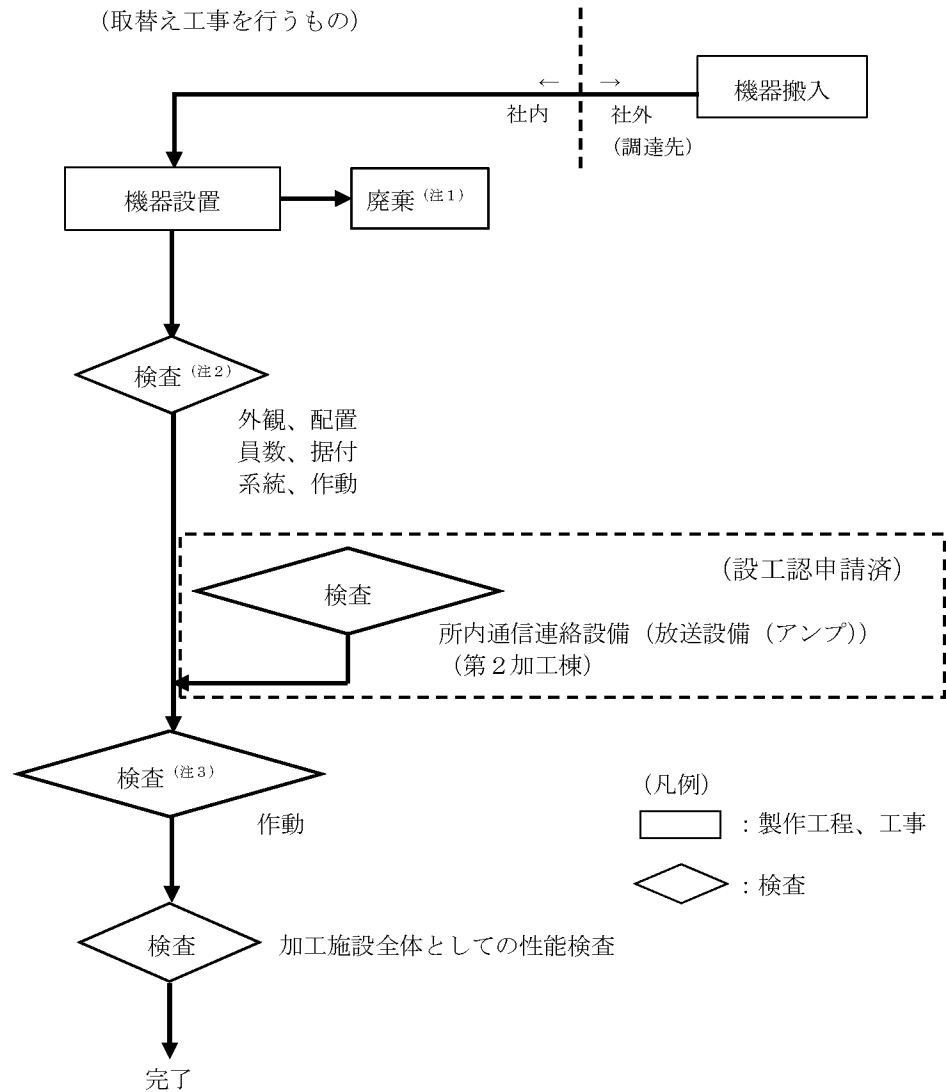 （取替え工事を行うもの）
← →
機器搬入
社内 社外
（調達先）
機器設置
廃棄（注１）
検査（注２）
外観、配置
員数、据付
系統、作動
（設工認申請済）
検査
所内通信連絡設備（放送設備（アンプ））
（第２加工棟）
検査（注３）
作動
（凡例）
：製作工程、工事
：検査
検査
加工施設全体としての性能検査
完了